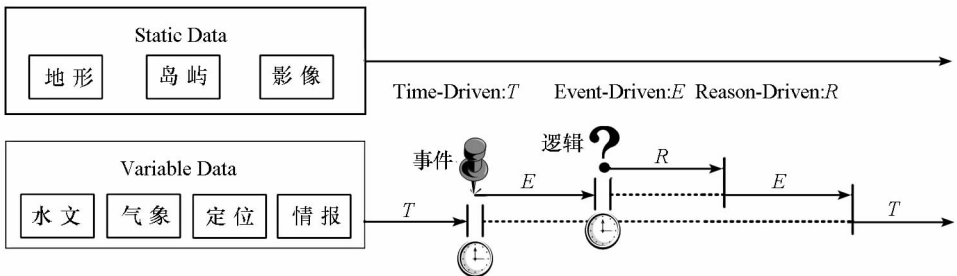 Static Data
地形 岛屿 影像
Time-Driven:T Event-Driven:E Reason-Driven:R
Variable Data
水文 气象 定位 情报
事件
逻辑
?
T E R E T